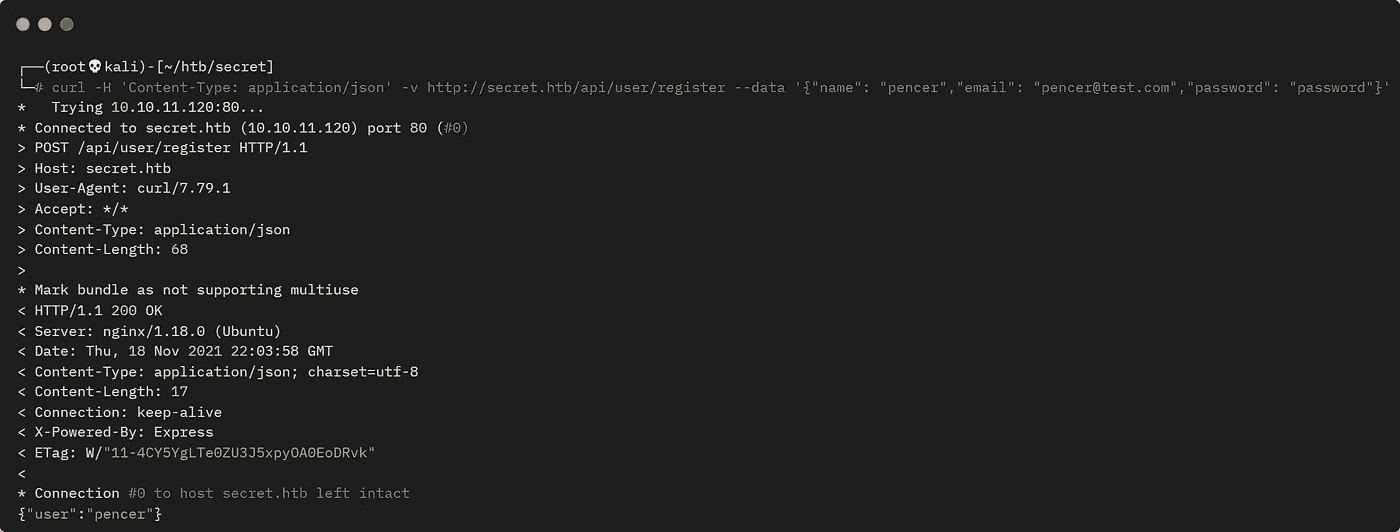 ┌──(root💀kali)-[~/htb/secret]
└─# curl -H 'Content-Type: application/json' -v http://secret.htb/api/user/register --data '{"name": "pencer","email": "pencer@test.com","password": "password"}'
*   Trying 10.10.11.120:80...
* Connected to secret.htb (10.10.11.120) port 80 (#0)
> POST /api/user/register HTTP/1.1
> Host: secret.htb
> User-Agent: curl/7.79.1
> Accept: */*
> Content-Type: application/json
> Content-Length: 68
>
* Mark bundle as not supporting multiuse
< HTTP/1.1 200 OK
< Server: nginx/1.18.0 (Ubuntu)
< Date: Thu, 18 Nov 2021 22:03:58 GMT
< Content-Type: application/json; charset=utf-8
< Content-Length: 17
< Connection: keep-alive
< X-Powered-By: Express
< ETag: W/"11-4CY5YgLTe0ZU3J5xpyOA0EoDRvk"
<
* Connection #0 to host secret.htb left intact
{"user":"pencer"}